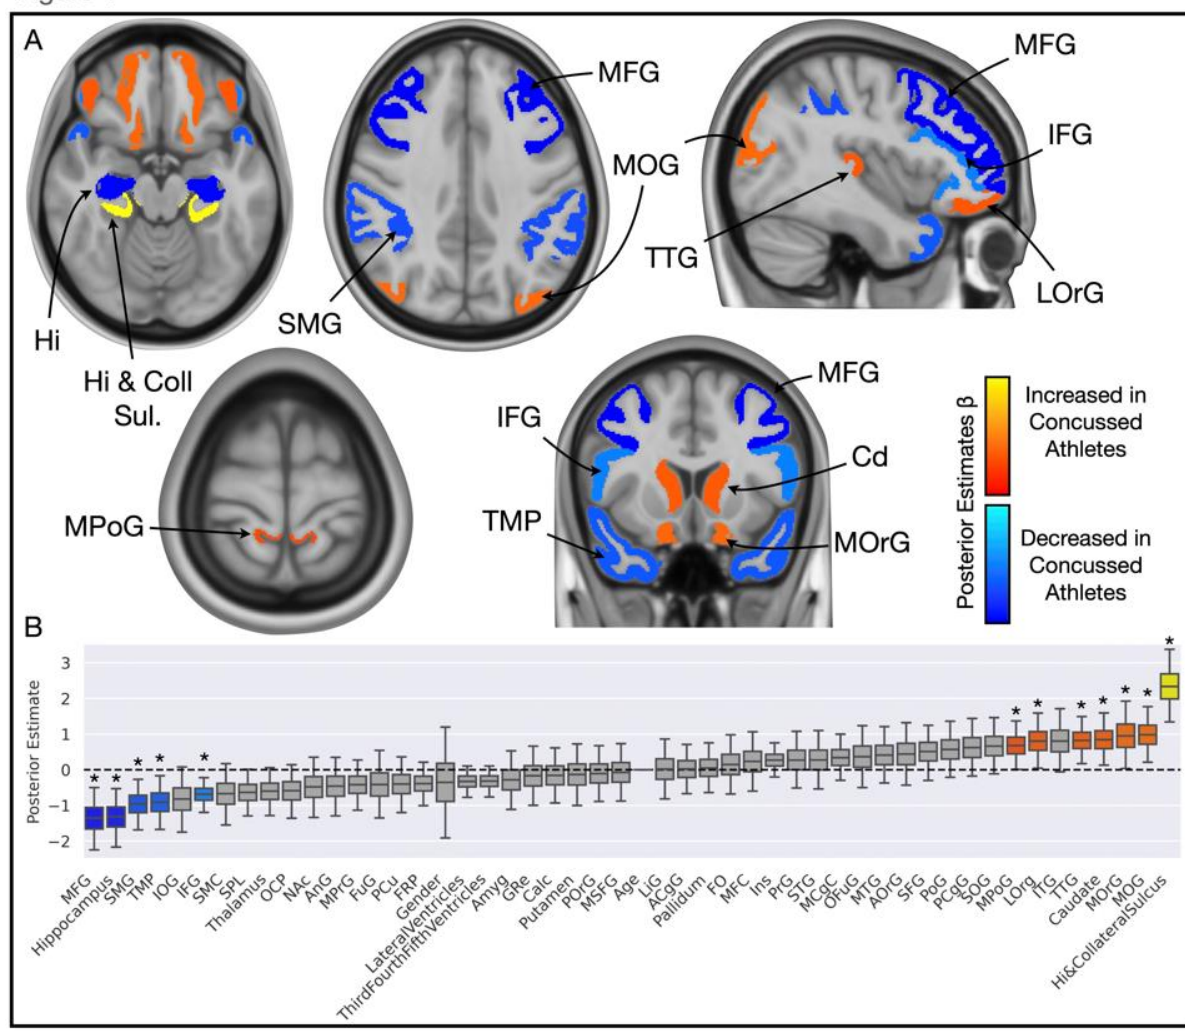 A
MFG
MOG
MFG
IFG
TTG
LOrG
Hi
SMG
Hi & Coll
Sul.
MPoG
IFG
TMP
MFG
Cd
MOrG
Posterior Estimates β
Increased in
Concussed
Athletes
Decreased in
Concussed
Athletes
B
Posterior Estimate
3
2
1
0
−1
−2
* * * * * * * * * * * *
MFG
Hippocampus
SMG
TMP
IOG
IFG
SMC
SPL
Thalamus
OCP
NAc
AnG
MPrG
FuG
PCu
FRP
Gender
LateralVentricles
ThirdFourthFifthVentricles
Amyg
GRe
Calc
Putamen
POrG
MSFG
Age
LiG
ACgG
Pallidum
FO
MFC
Ins
PrG
STG
MCgC
OFuG
MTG
AOrG
SFG
PoG
PCgG
SOG
MPoG
LOrg
ITG
TTG
Caudate
MOrG
MOG
Hi&CollateralSulcus